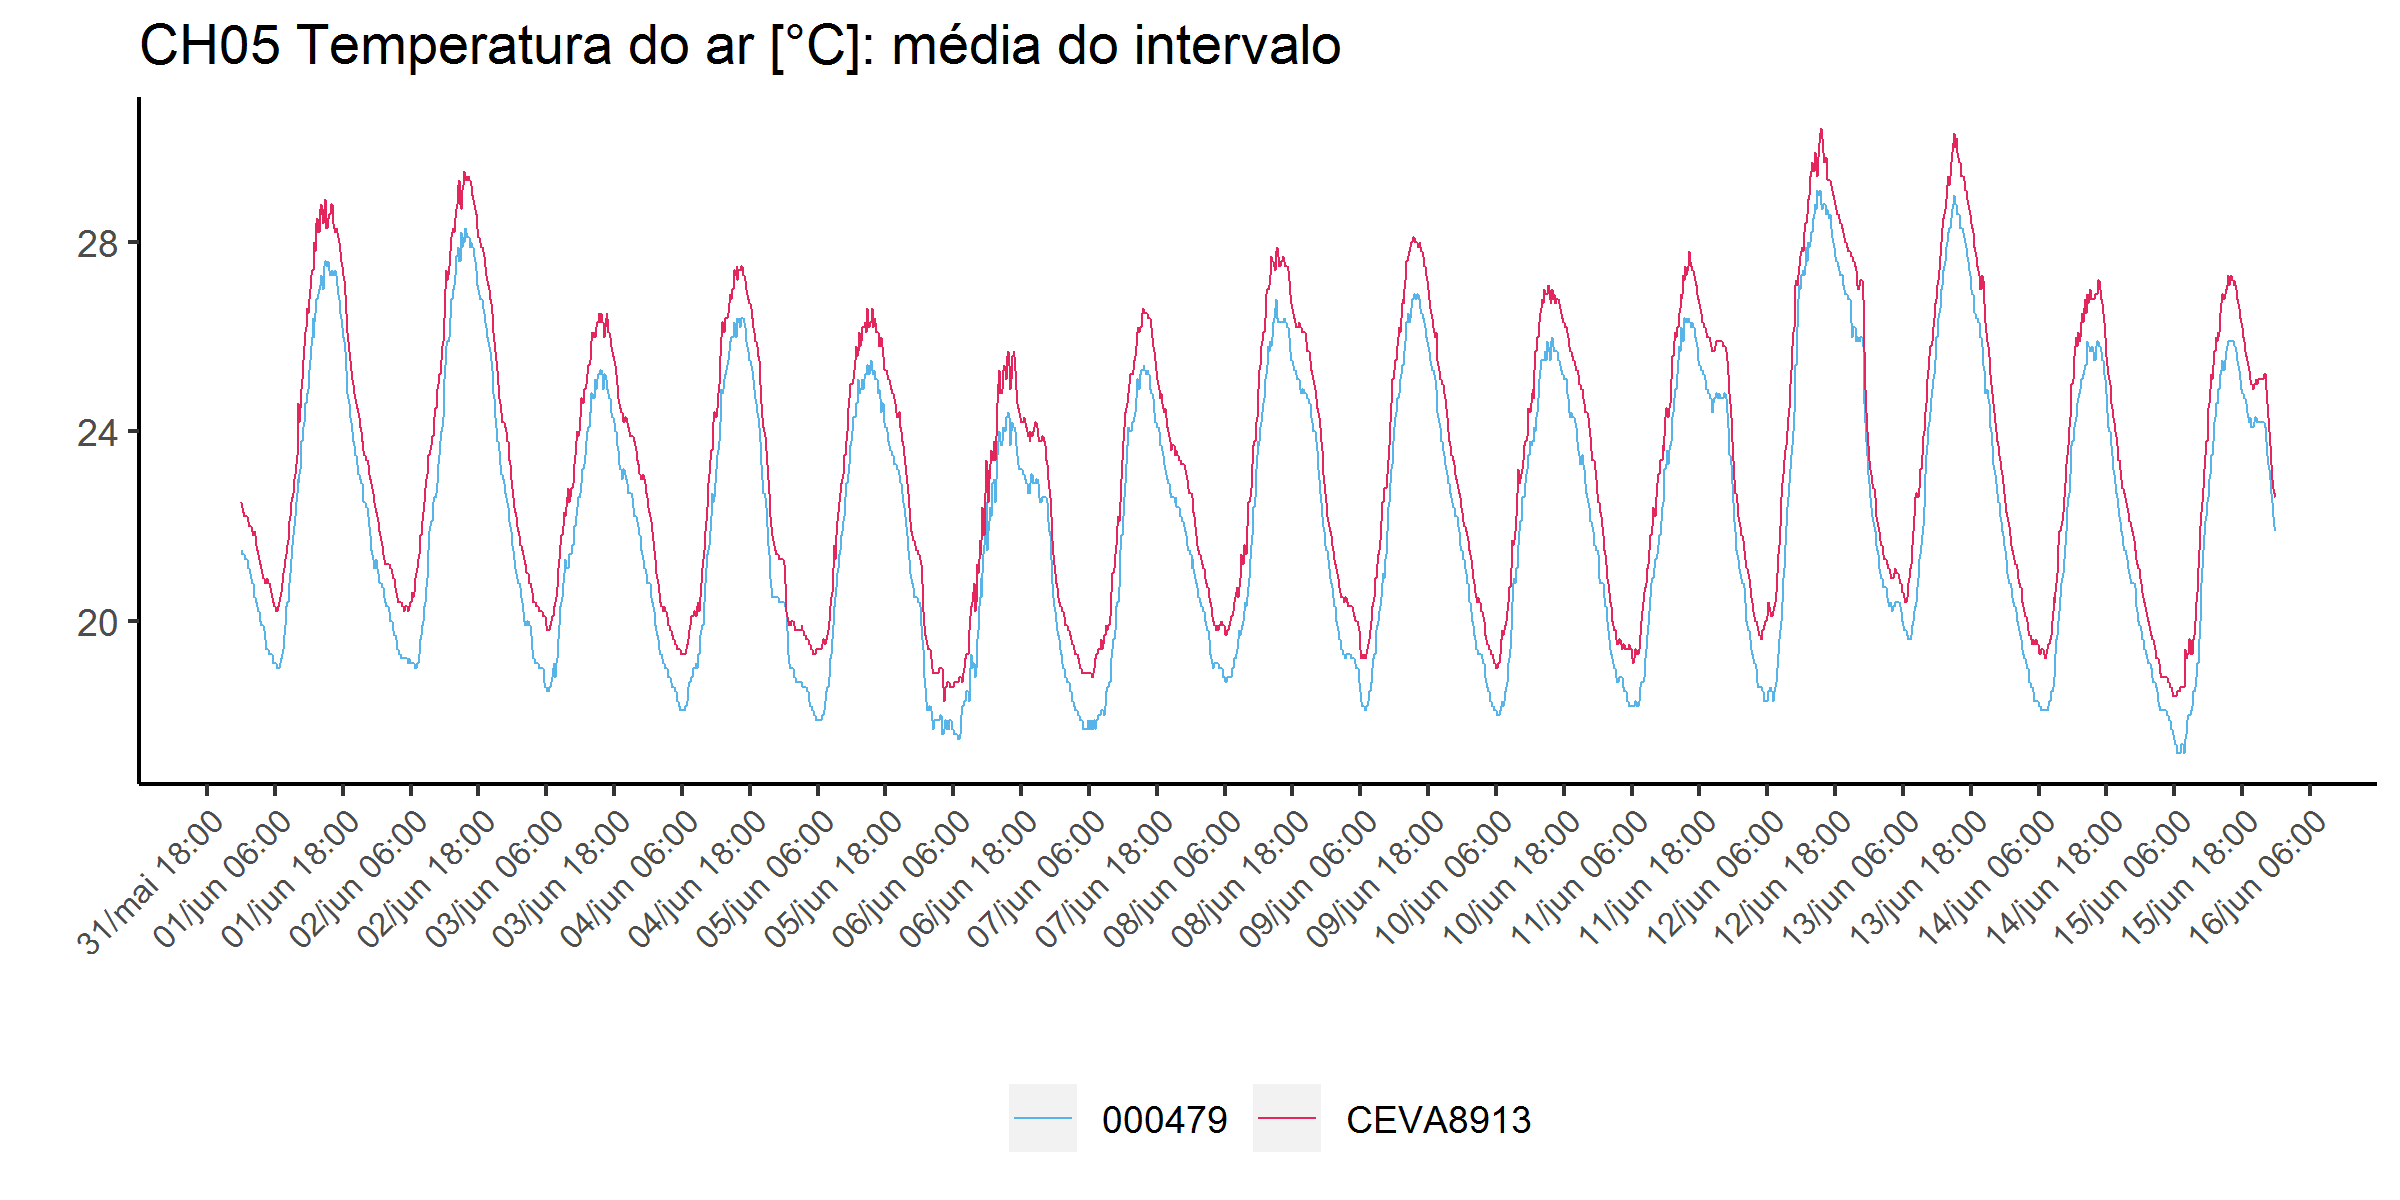 CH05 Temperatura do ar [°C]: média do intervalo
28
24
20
31/mai 18:00
01/jun 06:00
01/jun 18:00
02/jun 06:00
02/jun 18:00
03/jun 06:00
03/jun 18:00
04/jun 06:00
04/jun 18:00
05/jun 06:00
05/jun 18:00
06/jun 06:00
06/jun 18:00
07/jun 06:00
07/jun 18:00
08/jun 06:00
08/jun 18:00
09/jun 06:00
09/jun 18:00
10/jun 06:00
10/jun 18:00
11/jun 06:00
11/jun 18:00
12/jun 06:00
12/jun 18:00
13/jun 06:00
13/jun 18:00
14/jun 06:00
14/jun 18:00
15/jun 06:00
15/jun 18:00
16/jun 06:00
000479
CEVA8913